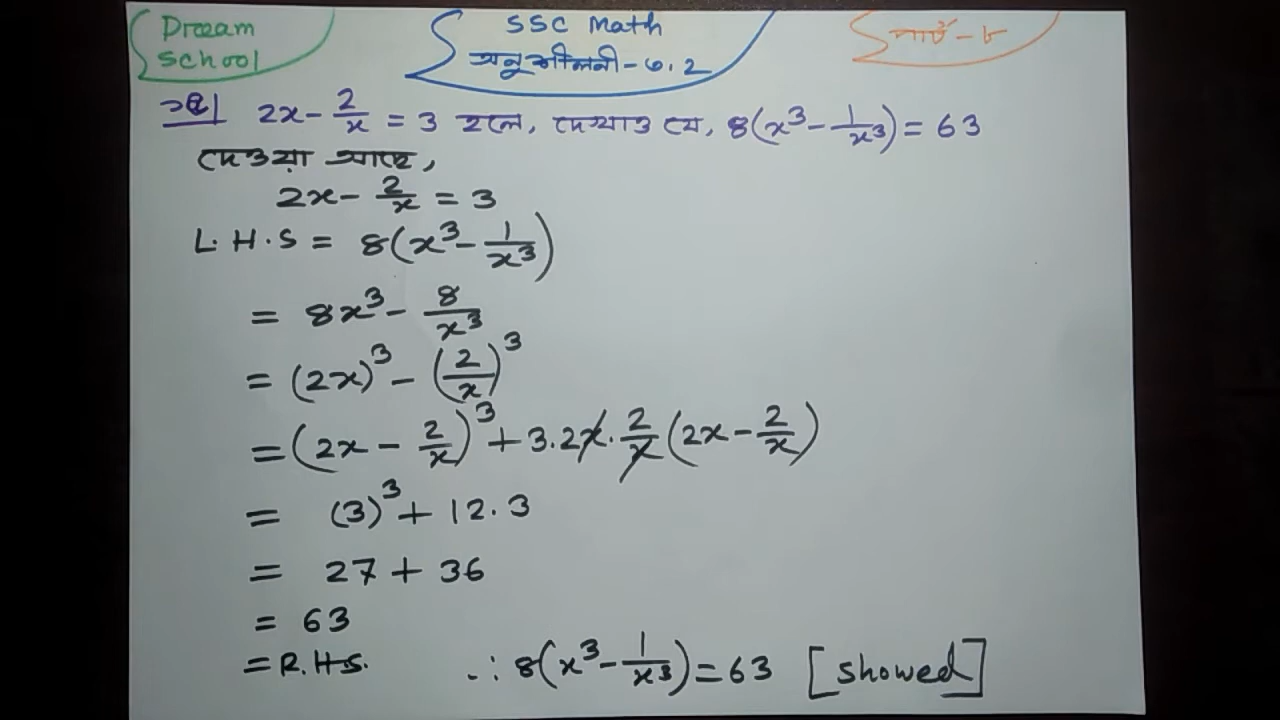 Dream
School
SSC Math
অনুশীলনী-৩.2
পার্ট-৮
2x - 2/x = 3 হলে, দেখাও যে, 8(x³ - 1/x³) = 63
দেওয়া আছে,
2x - 2/x = 3
L.H.S = 8(x³ - 1/x³)
= 8x³ - 8/x³
= (2x)³ - (2/x)³
= (2x - 2/x)³ + 3.2x.2/x(2x - 2/x)
= (3)³ + 12.3
= 27 + 36
= 63
= R.H.S.
∴ 8(x³ - 1/x³) = 63 [showed]